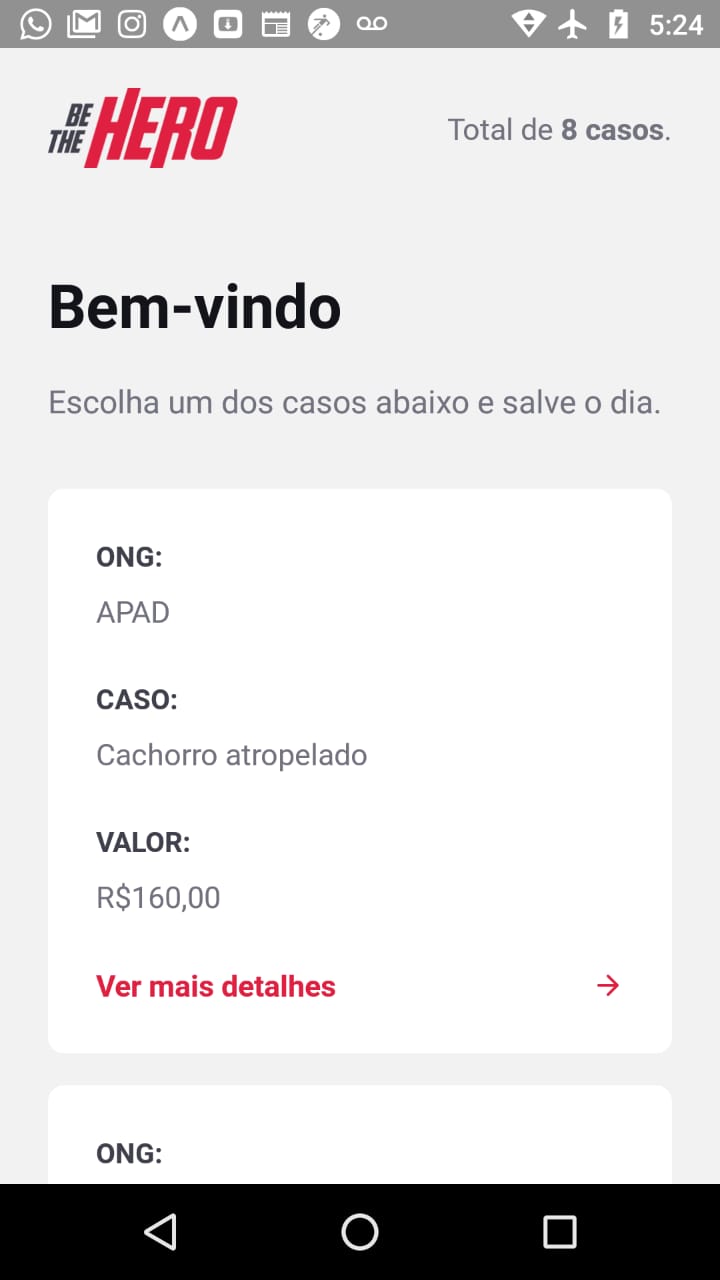 5:24
BE
THE HERO
Total de 8 casos.
Bem-vindo
Escolha um dos casos abaixo e salve o dia.
ONG:
APAD
CASO:
Cachorro atropelado
VALOR:
R$160,00
Ver mais detalhes
ONG: